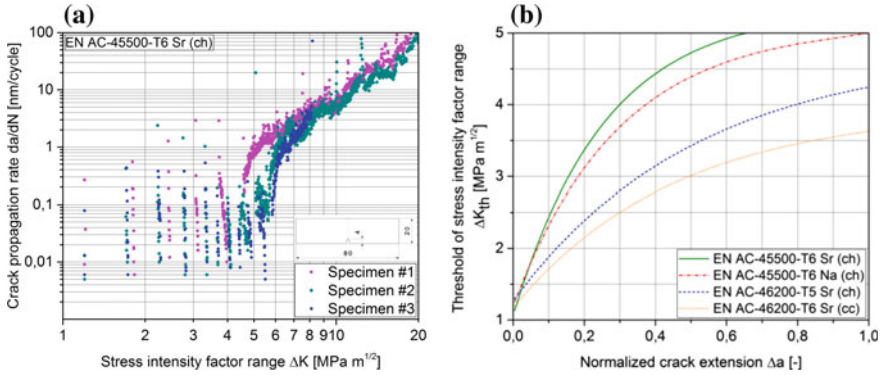 (a)
EN AC-45500-T6 Sr (ch)
Crack propagation rate da/dN [nm/cycle]
100
10
1
0,1
0,01
4
20
80
Specimen #1
Specimen #2
Specimen #3
1 2 3 4 5 6 7 8 910 20
Stress intensity factor range ΔK [MPa m^1/2]
(b)
Threshold of stress intensity factor range
ΔKth [MPa m^1/2]
5
4
3
2
1
EN AC-45500-T6 Sr (ch)
EN AC-45500-T6 Na (ch)
EN AC-46200-T5 Sr (ch)
EN AC-46200-T6 Sr (cc)
0,0 0,2 0,4 0,6 0,8 1,0
Normalized crack extension Δa [-]